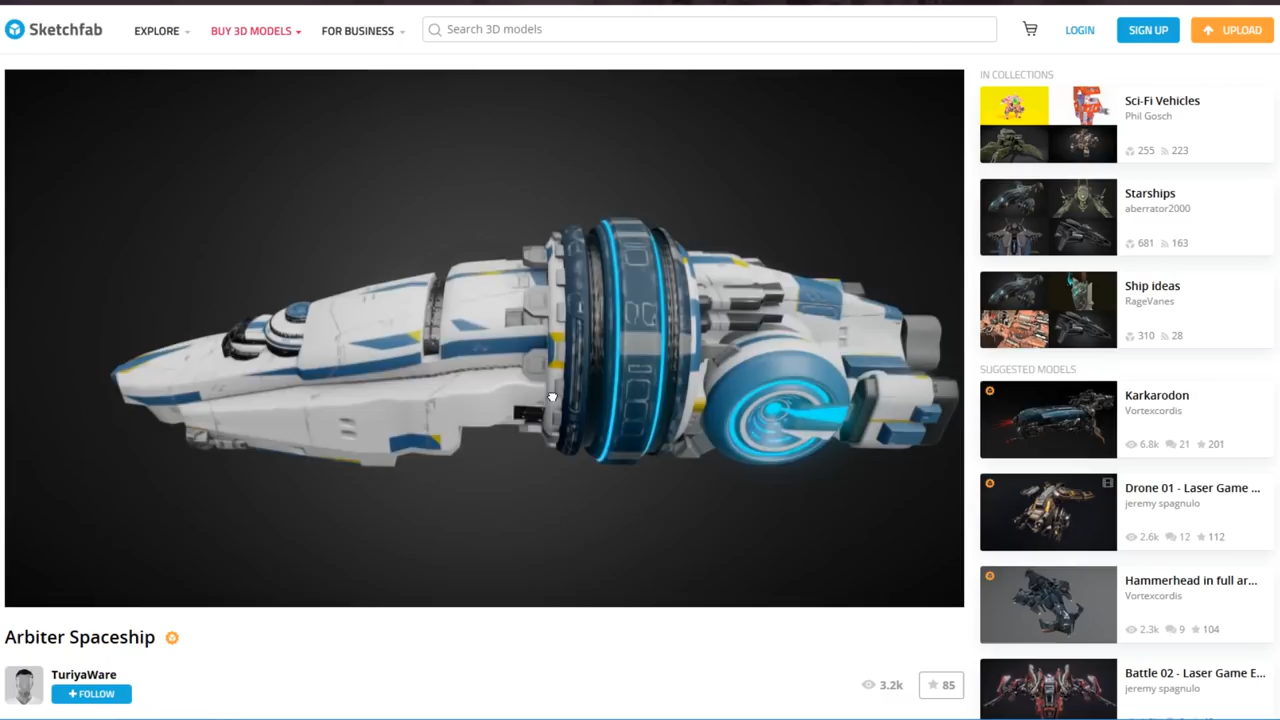 Sketchfab
EXPLORE
BUY 3D MODELS
FOR BUSINESS
Search 3D models
LOGIN
SIGN UP
UPLOAD
Arbiter Spaceship
TuriyaWare
+ FOLLOW
3.2k
85
IN COLLECTIONS
Sci-Fi Vehicles
Phil Gosch
255 223
Starships
aberrator2000
681 163
Ship ideas
RageVanes
310 28
SUGGESTED MODELS
Karkarodon
Vortexcordis
6.8k 21 201
Drone 01 - Laser Game ...
jeremy spagnulo
2.6k 12 112
Hammerhead in full ar...
Vortexcordis
2.3k 9 104
Battle 02 - Laser Game E...
jeremy spagnulo